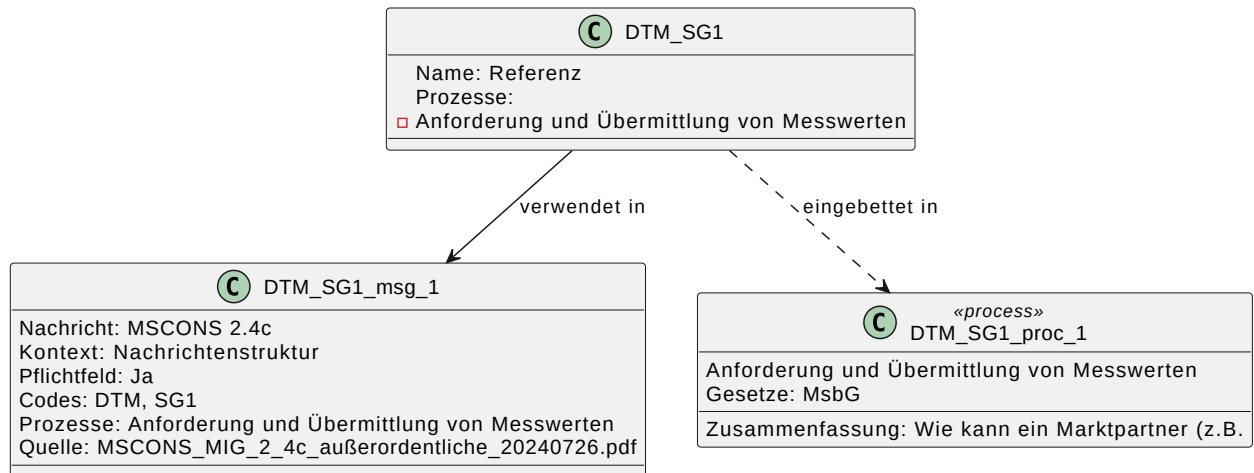 C DTM_SG1
Name: Referenz
Prozesse:
Anforderung und Übermittlung von Messwerten
verwendet in
eingebettet in
C DTM_SG1_msg_1
Nachricht: MSCONS 2.4c
Kontext: Nachrichtenstruktur
Pflichtfeld: Ja
Codes: DTM, SG1
Prozesse: Anforderung und Übermittlung von Messwerten
Quelle: MSCONS_MIG_2_4c_außerordentliche_20240726.pdf
«process»
C DTM_SG1_proc_1
Anforderung und Übermittlung von Messwerten
Gesetze: MsbG
Zusammenfassung: Wie kann ein Marktpartner (z.B.